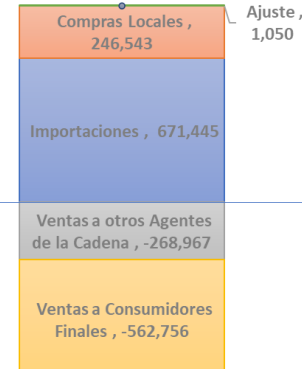 Compras Locales ,
246,543
Ajuste ,
1,050
Importaciones , 671,445
Ventas a otros Agentes
de la Cadena , -268,967
Ventas a Consumidores
Finales , -562,756